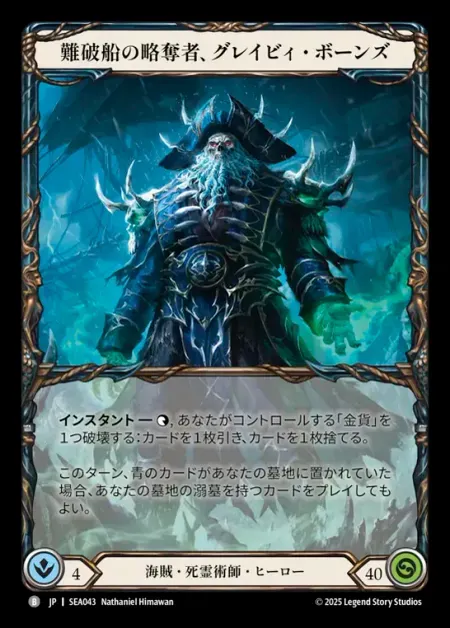 難破船の略奪者、グレイビィ・ボーンズ
インスタント ー , あなたがコントロールする「金貨」を
1つ破壊する:カードを1枚引き、カードを1枚捨てる。
このターン、青のカードがあなたの墓地に置かれていた
場合、あなたの墓地の溺墓を持つカードをプレイしても
よい。
4
海賊・死霊術師・ヒーロー
40
B JP | SEA043 Nathaniel Himawan
© 2025 Legend Story Studios